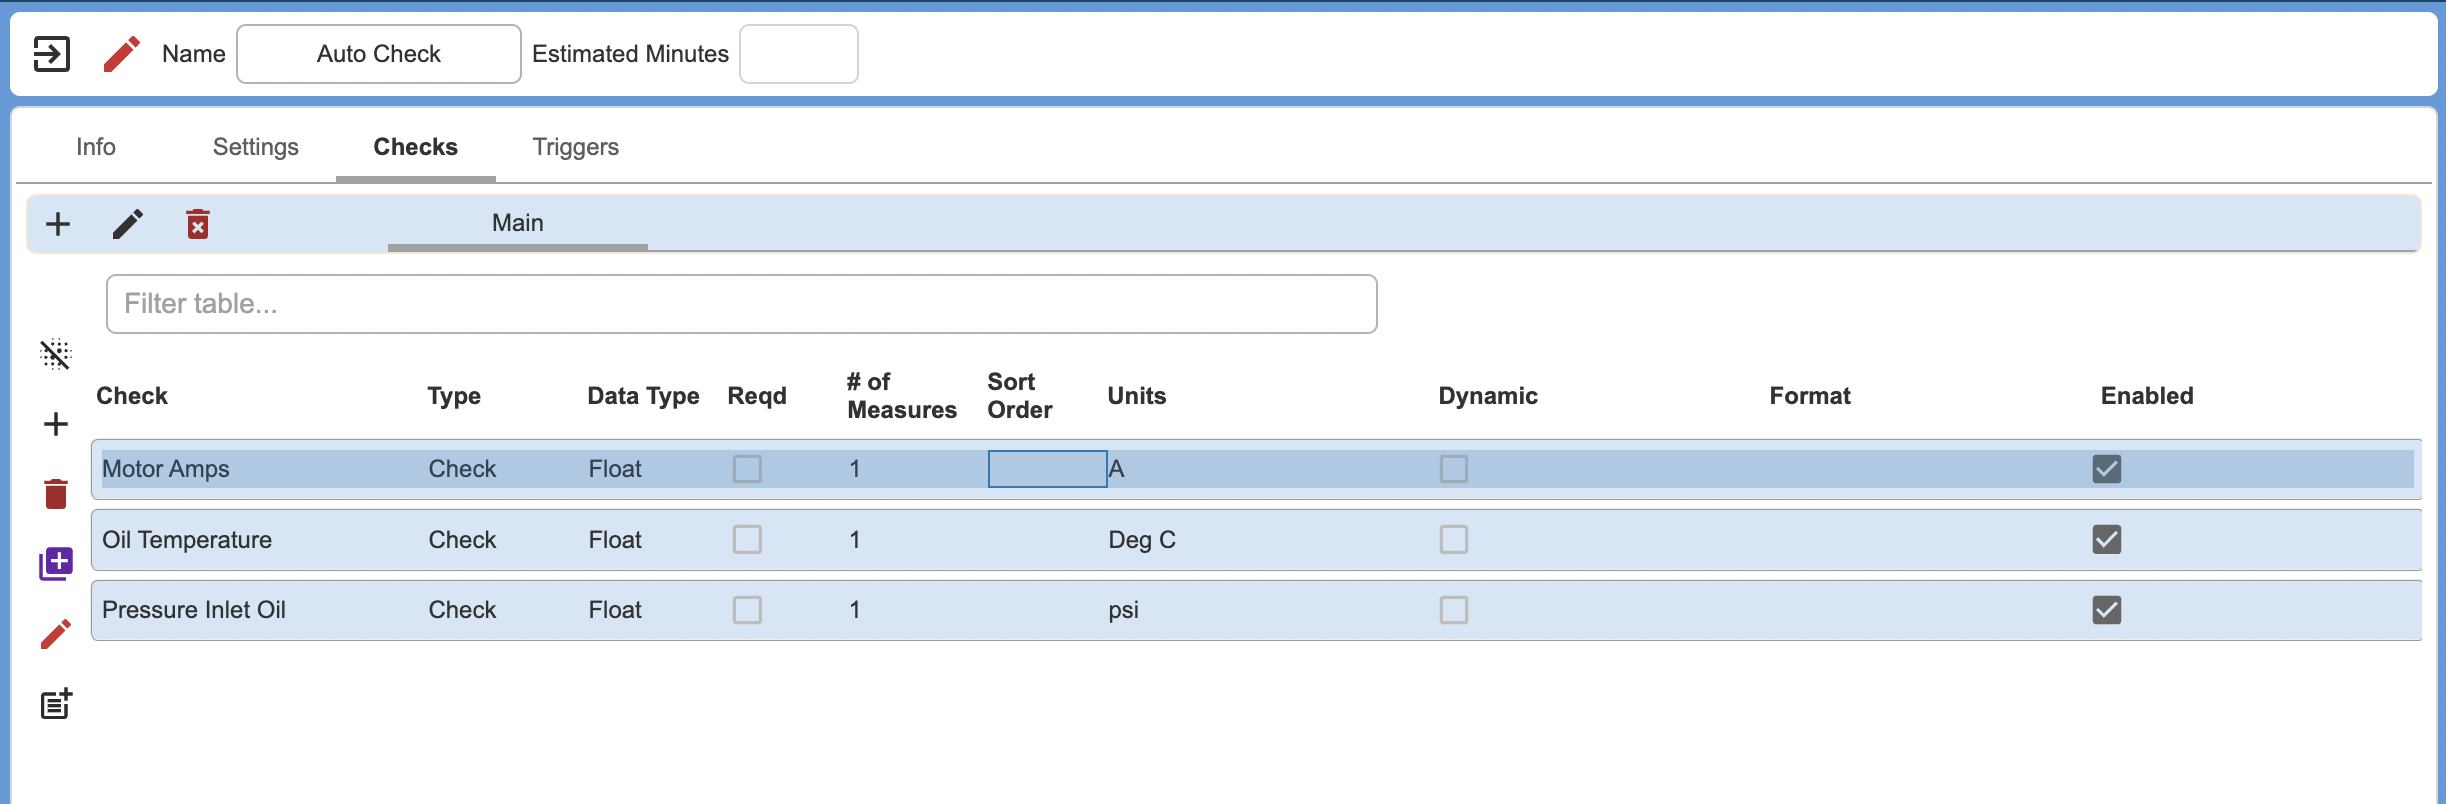 Name Auto Check Estimated Minutes
Info Settings Checks Triggers
Main
Filter table...
Check Type Data Type Reqd # of Measures Sort Order Units Dynamic Format Enabled
Motor Amps Check Float 1 A
Oil Temperature Check Float 1 Deg C
Pressure Inlet Oil Check Float 1 psi